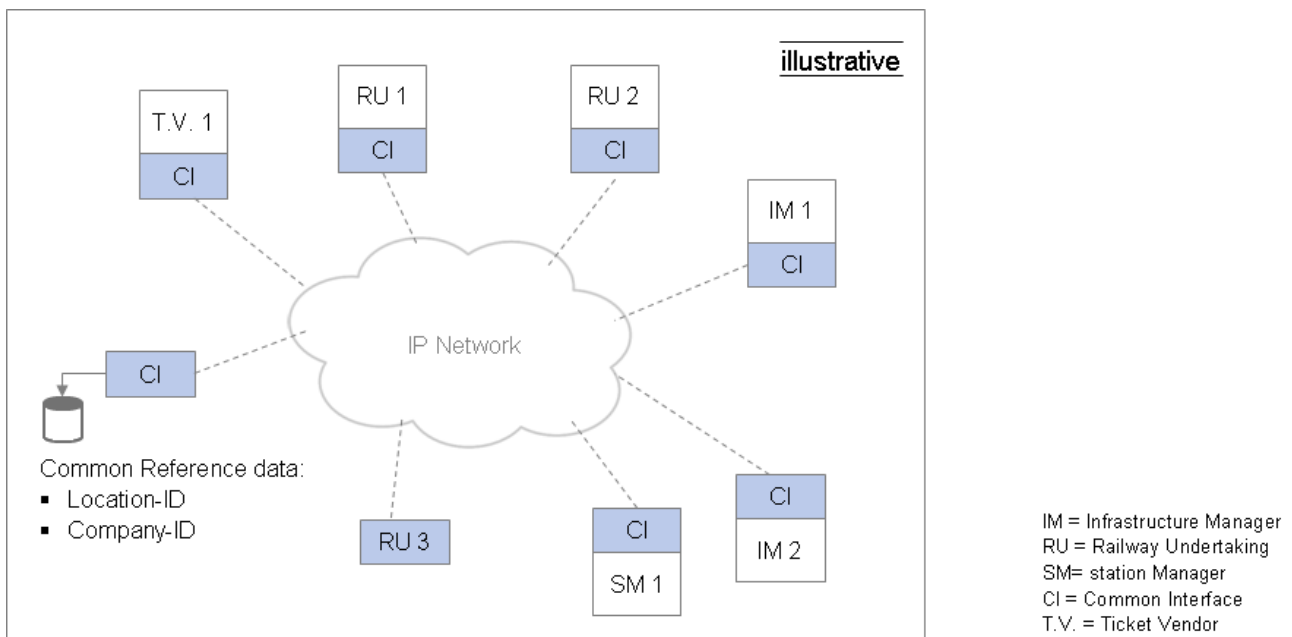 illustrative
RU 1
RU 2
T.V. 1
CI
CI
CI
IM 1
CI
IP Network
CI
Common Reference data:
▪ Location-ID
▪ Company-ID
CI
RU 3
CI
IM 2
SM 1
IM = Infrastructure Manager
RU = Railway Undertaking
SM= station Manager
CI = Common Interface
T.V. = Ticket Vendor